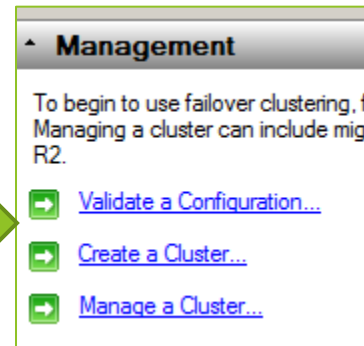 Management
To begin to use failover clustering,
Managing a cluster can include mig
R2.
Validate a Configuration...
Create a Cluster...
Manage a Cluster...